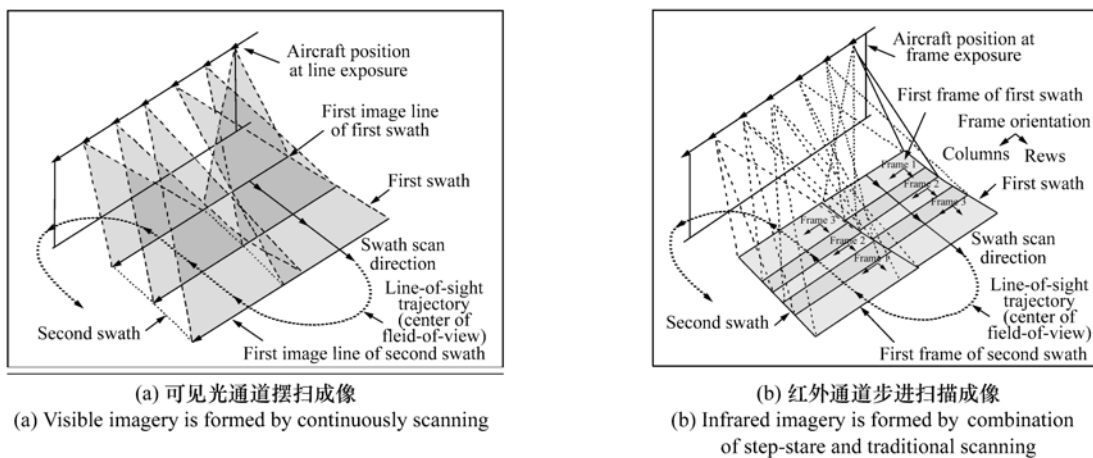 Aircraft position
at line exposure
First image line
of first swath
First swath
Swath scan
direction
Line-of-sight
trajectory
(center of
fleid-of-view)
Second swath
First image line of second swath
(a) 可见光通道摆扫成像
(a) Visible imagery is formed by continuously scanning
Aircraft position at
frame exposure
First frame of first swath
Frame orientation
Columns
Rews
Frame 1
Frame 2
Frame 3
First swath
Frame 3
Frame 2
Frame 1
Swath scan
direction
Line-of-sight
trajectory
(center of
field-of-view)
Second swath
First frame of second swath
(b) 红外通道步进扫描成像
(b) Infrared imagery is formed by combination
of step-stare and traditional scanning